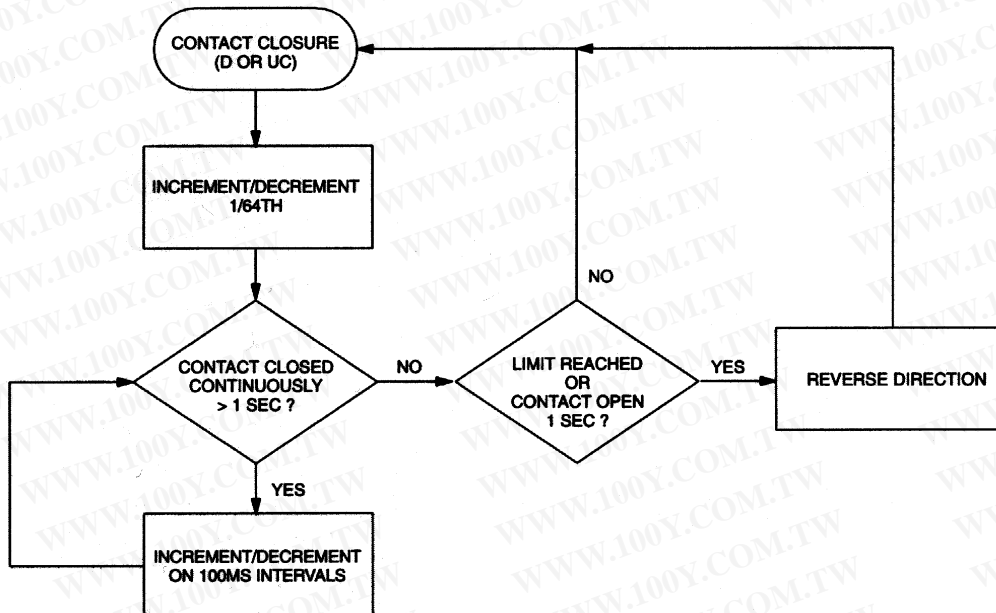 CONTACT CLOSURE
(D OR UC)
INCREMENT/DECREMENT
1/64TH
CONTACT CLOSED
CONTINUOUSLY
> 1 SEC ?
NO
YES
INCREMENT/DECREMENT
ON 100MS INTERVALS
LIMIT REACHED
OR
CONTACT OPEN
1 SEC ?
NO
YES
REVERSE DIRECTION
WWW.100Y.COM.TW